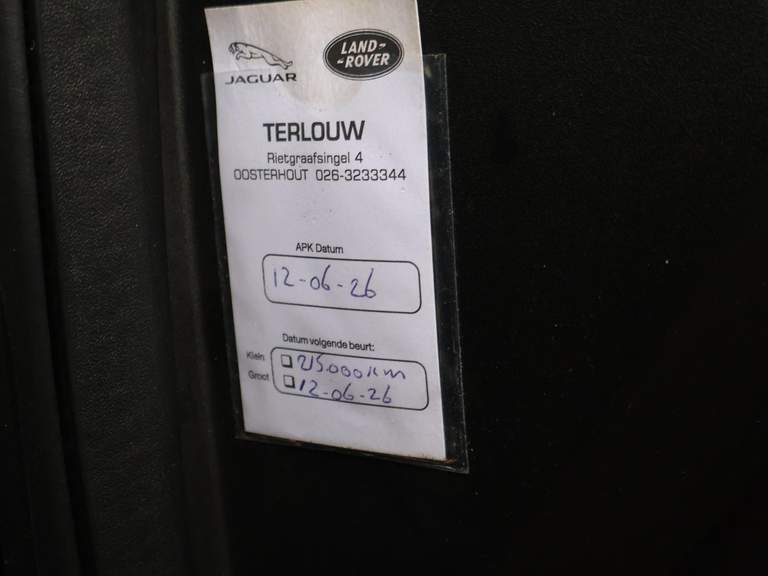 JAGUAR
LAND-
-ROVER
TERLOUW
Rietgraafsingel 4
OOSTERHOUT 026-3233344
APK Datum
12-06-26
Datum volgende beurt:
Klein 215.000 km
Groot 12-06-26